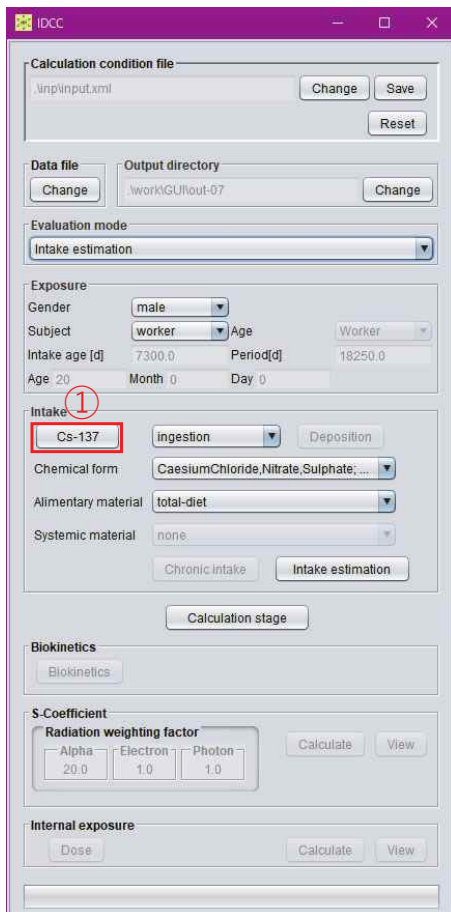 IDCC
Calculation condition file
.\inp\input.xml Change Save
Reset
Data file Output directory
Change .\work\GUI\out-07 Change
Evaluation mode
Intake estimation
Exposure
Gender male
Subject worker Age Worker
Intake age [d] 7300.0 Period[d] 18250.0
Age 20 Month 0 Day 0
①
Intake
Cs-137 ingestion Deposition
Chemical form CaesiumChloride,Nitrate,Sulphate; ...
Alimentary material total-diet
Systemic material none
Chronic intake Intake estimation
Calculation stage
Biokinetics
Biokinetics
S-Coefficient
Radiation weighting factor
Alpha Electron Photon Calculate View
20.0 1.0 1.0
Internal exposure
Dose Calculate View